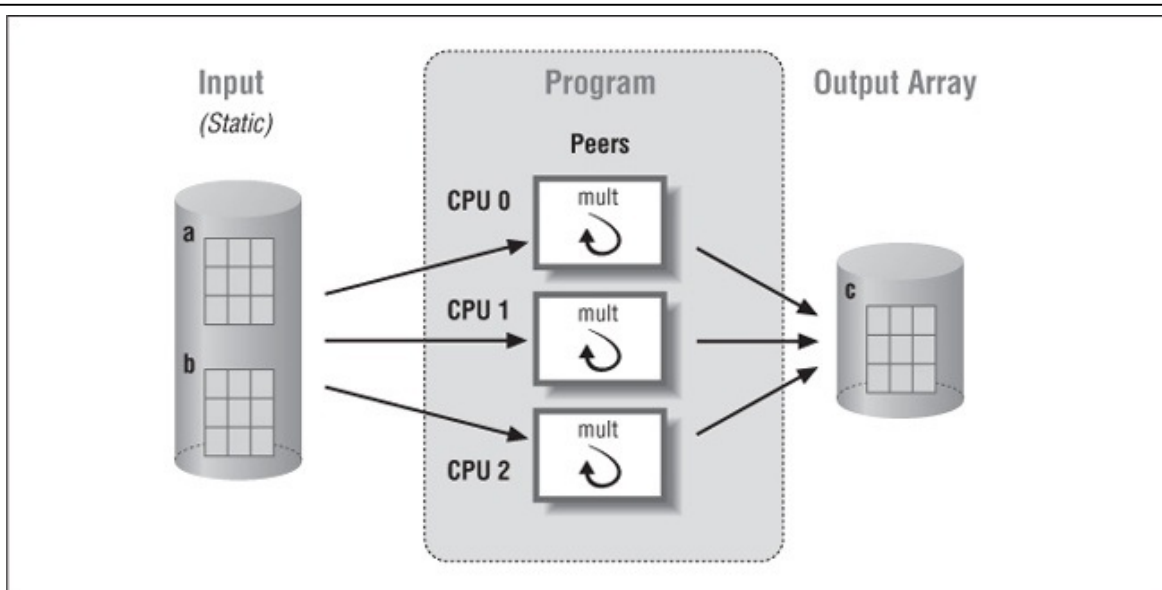 Input
(Static)
Program
Output Array
Peers
CPU 0
mult
a
c
CPU 1
mult
b
mult
CPU 2